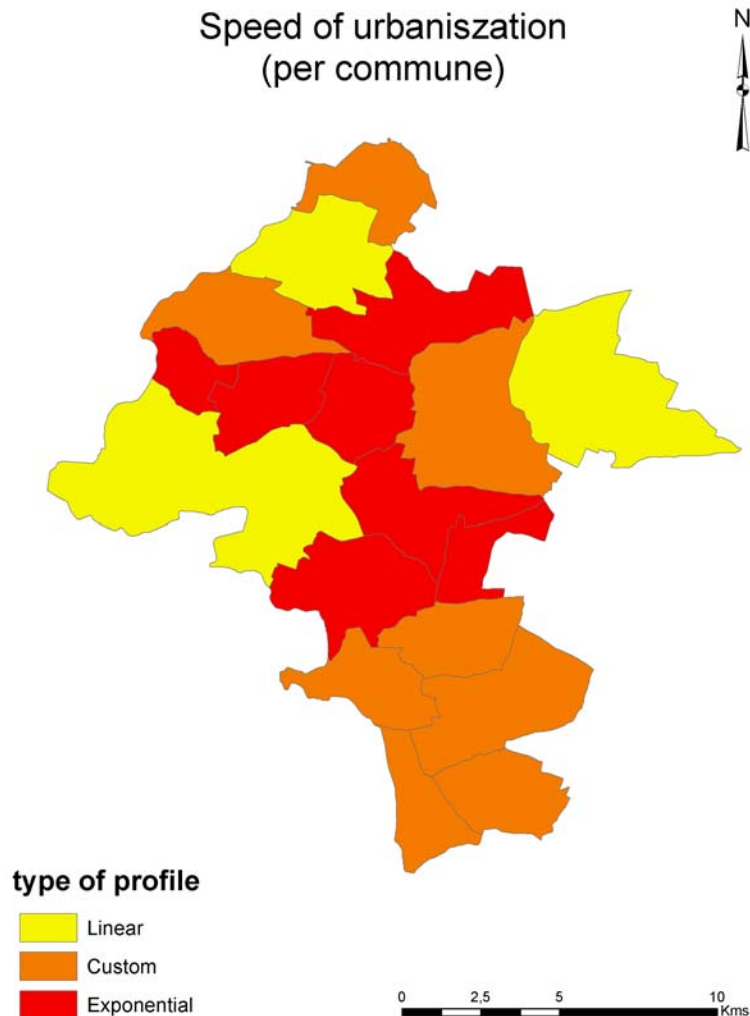 Speed of urbaniszation
(per commune)
N
type of profile
Linear
Custom
Exponential
0 2,5 5 10
Kms